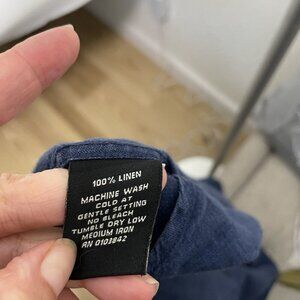 100% LINEN
MACHINE WASH
COLD AT
GENTLE SETTING
NO BLEACH
TUMBLE DRY LOW
MEDIUM IRON
RN 0103842